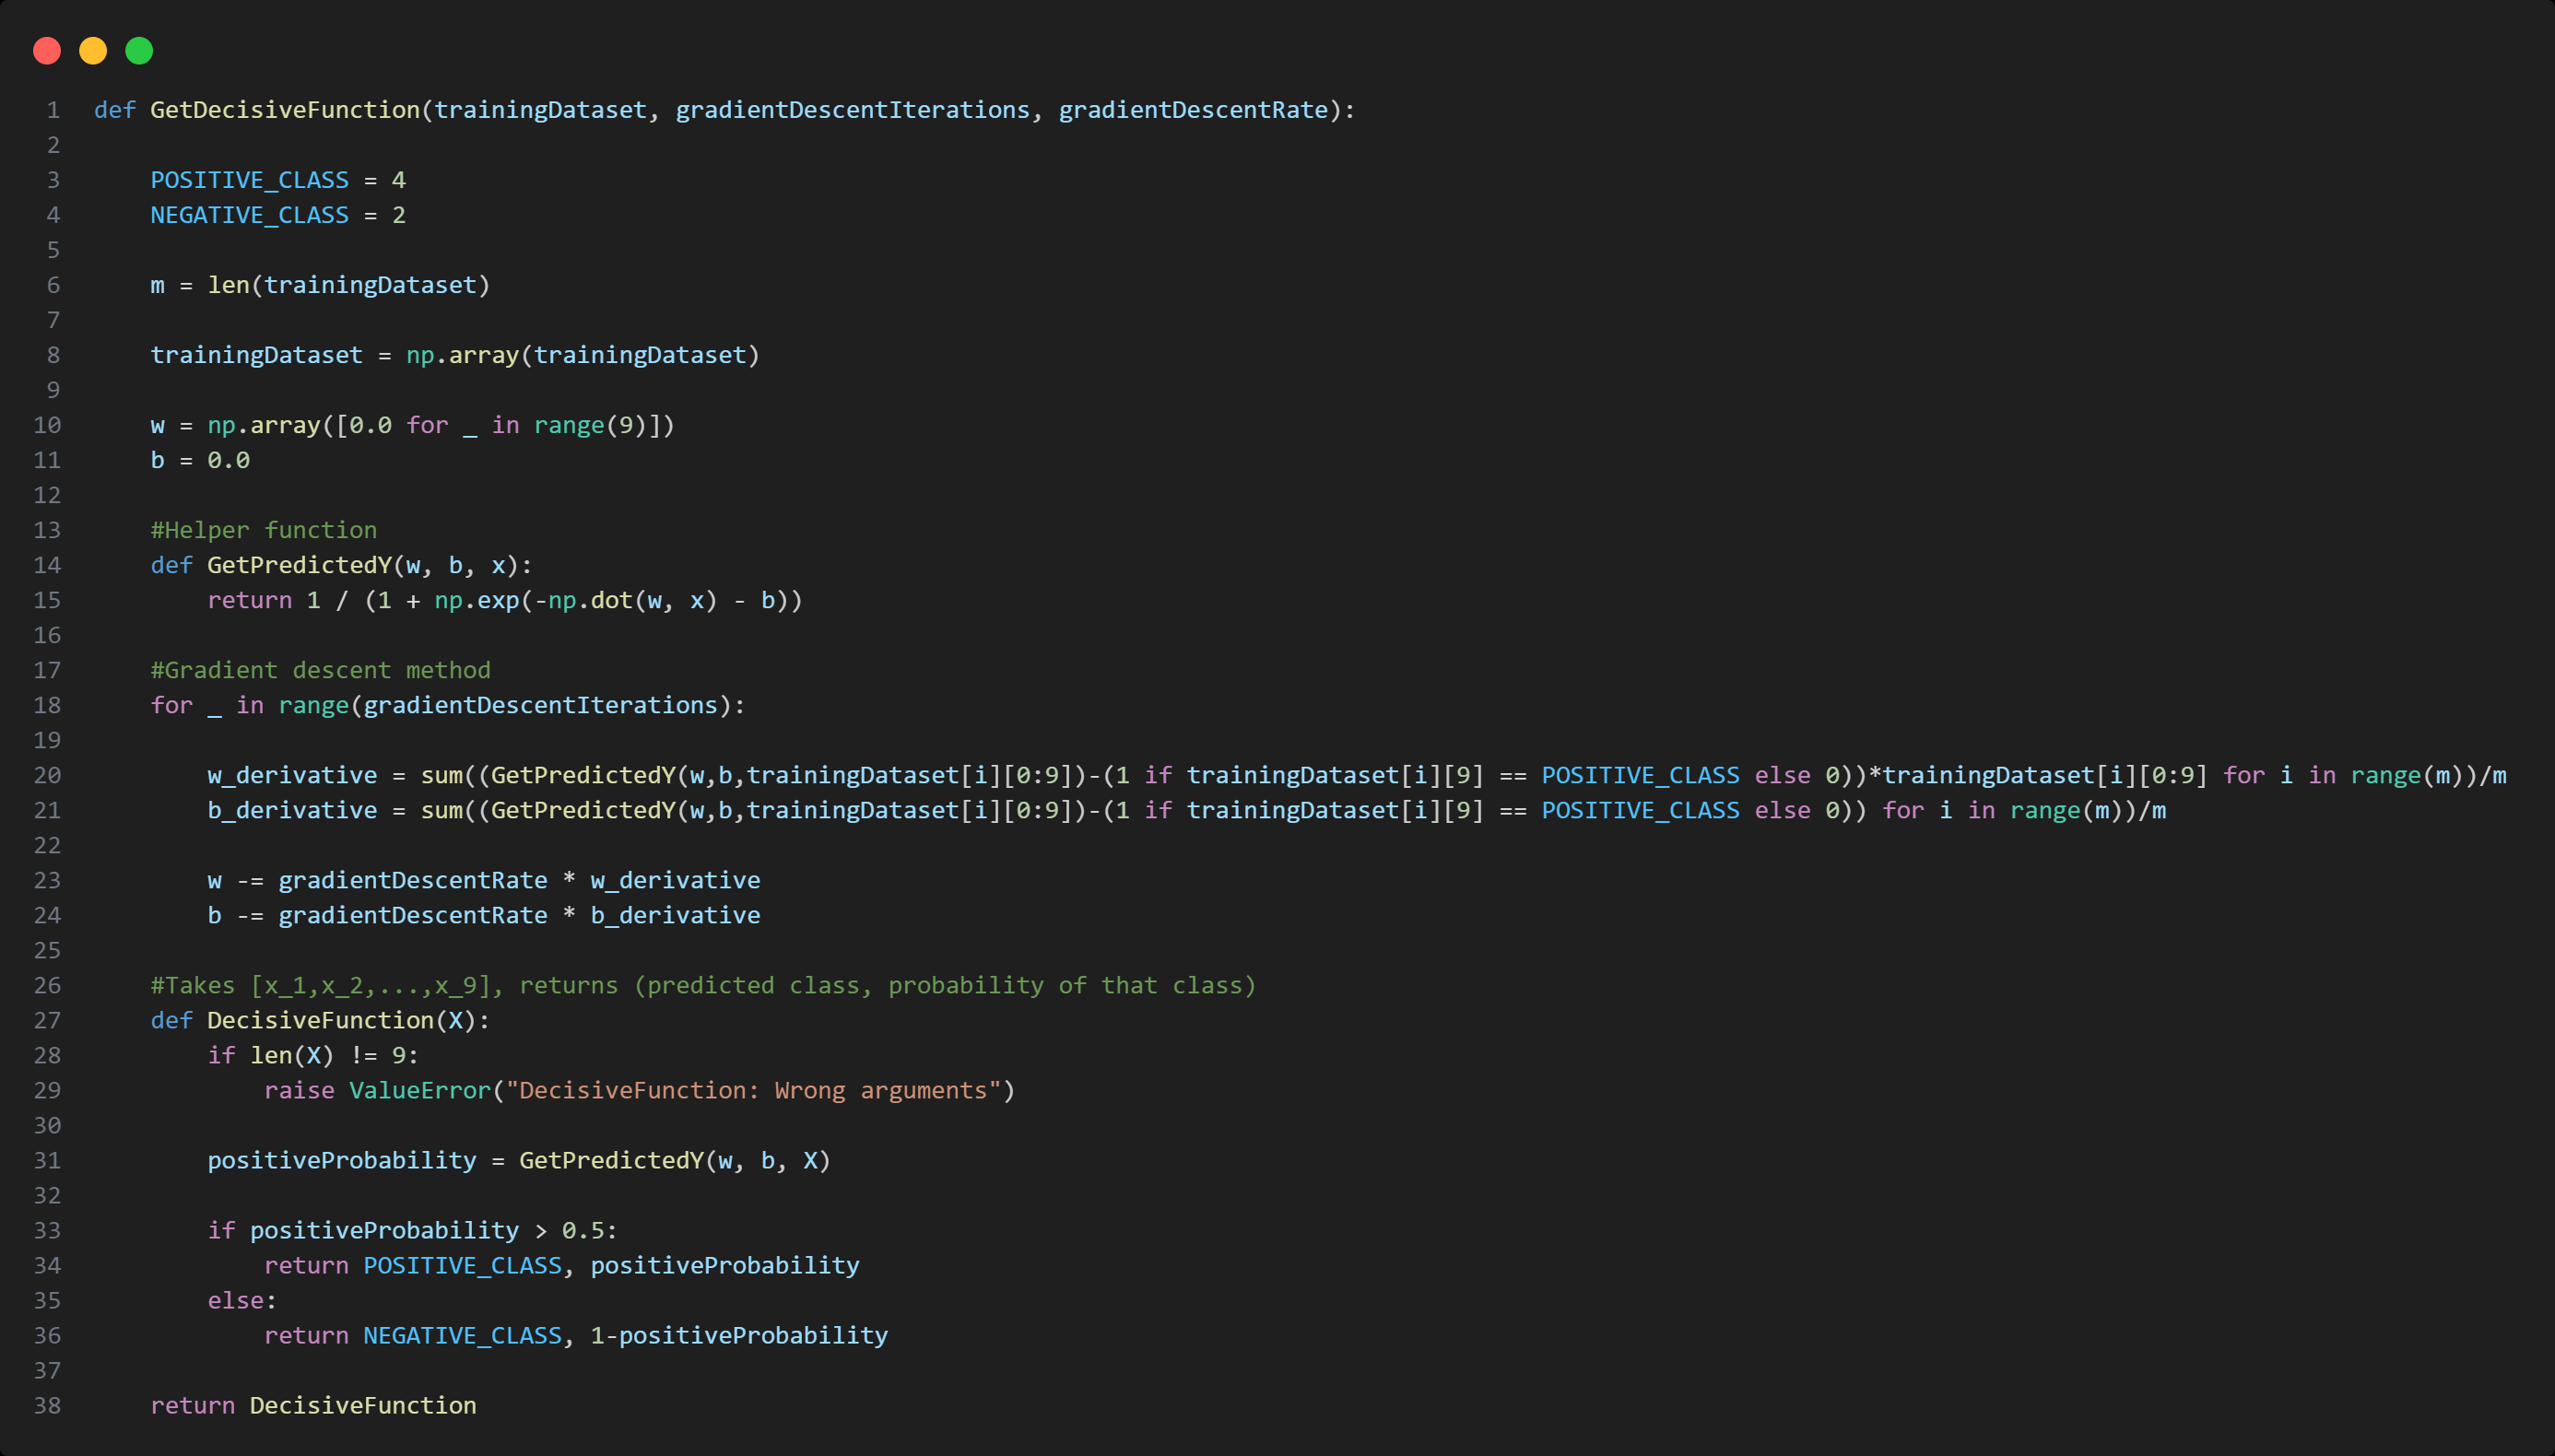 1 def GetDecisiveFunction(trainingDataset, gradientDescentIterations, gradientDescentRate):
2
3     POSITIVE_CLASS = 4
4     NEGATIVE_CLASS = 2
5
6     m = len(trainingDataset)
7
8     trainingDataset = np.array(trainingDataset)
9
10     w = np.array([0.0 for _ in range(9)])
11     b = 0.0
12
13     #Helper function
14     def GetPredictedY(w, b, x):
15         return 1 / (1 + np.exp(-np.dot(w, x) - b))
16
17     #Gradient descent method
18     for _ in range(gradientDescentIterations):
19
20         w_derivative = sum((GetPredictedY(w,b,trainingDataset[i][0:9])-(1 if trainingDataset[i][9] == POSITIVE_CLASS else 0))*trainingDataset[i][0:9] for i in range(m))/m
21         b_derivative = sum((GetPredictedY(w,b,trainingDataset[i][0:9])-(1 if trainingDataset[i][9] == POSITIVE_CLASS else 0)) for i in range(m))/m
22
23         w -= gradientDescentRate * w_derivative
24         b -= gradientDescentRate * b_derivative
25
26     #Takes [x_1,x_2,...,x_9], returns (predicted class, probability of that class)
27     def DecisiveFunction(X):
28         if len(X) != 9:
29             raise ValueError("DecisiveFunction: Wrong arguments")
30
31         positiveProbability = GetPredictedY(w, b, X)
32
33         if positiveProbability > 0.5:
34             return POSITIVE_CLASS, positiveProbability
35         else:
36             return NEGATIVE_CLASS, 1-positiveProbability
37
38     return DecisiveFunction